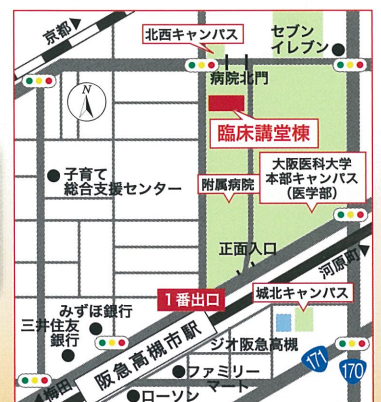 京都
北西キャンパス
セブン
イレブン
病院北門
N
臨床講堂棟
子育て
総合支援センター
附属病院
大阪医科大学
本部キャンパス
(医学部)
正面入口
河原町
1番出口
城北キャンパス
みずほ銀行
三井住友
銀行
阪急高槻市駅
ジオ阪急高槻
171
170
梅田
ファミリー
マート
ローソン